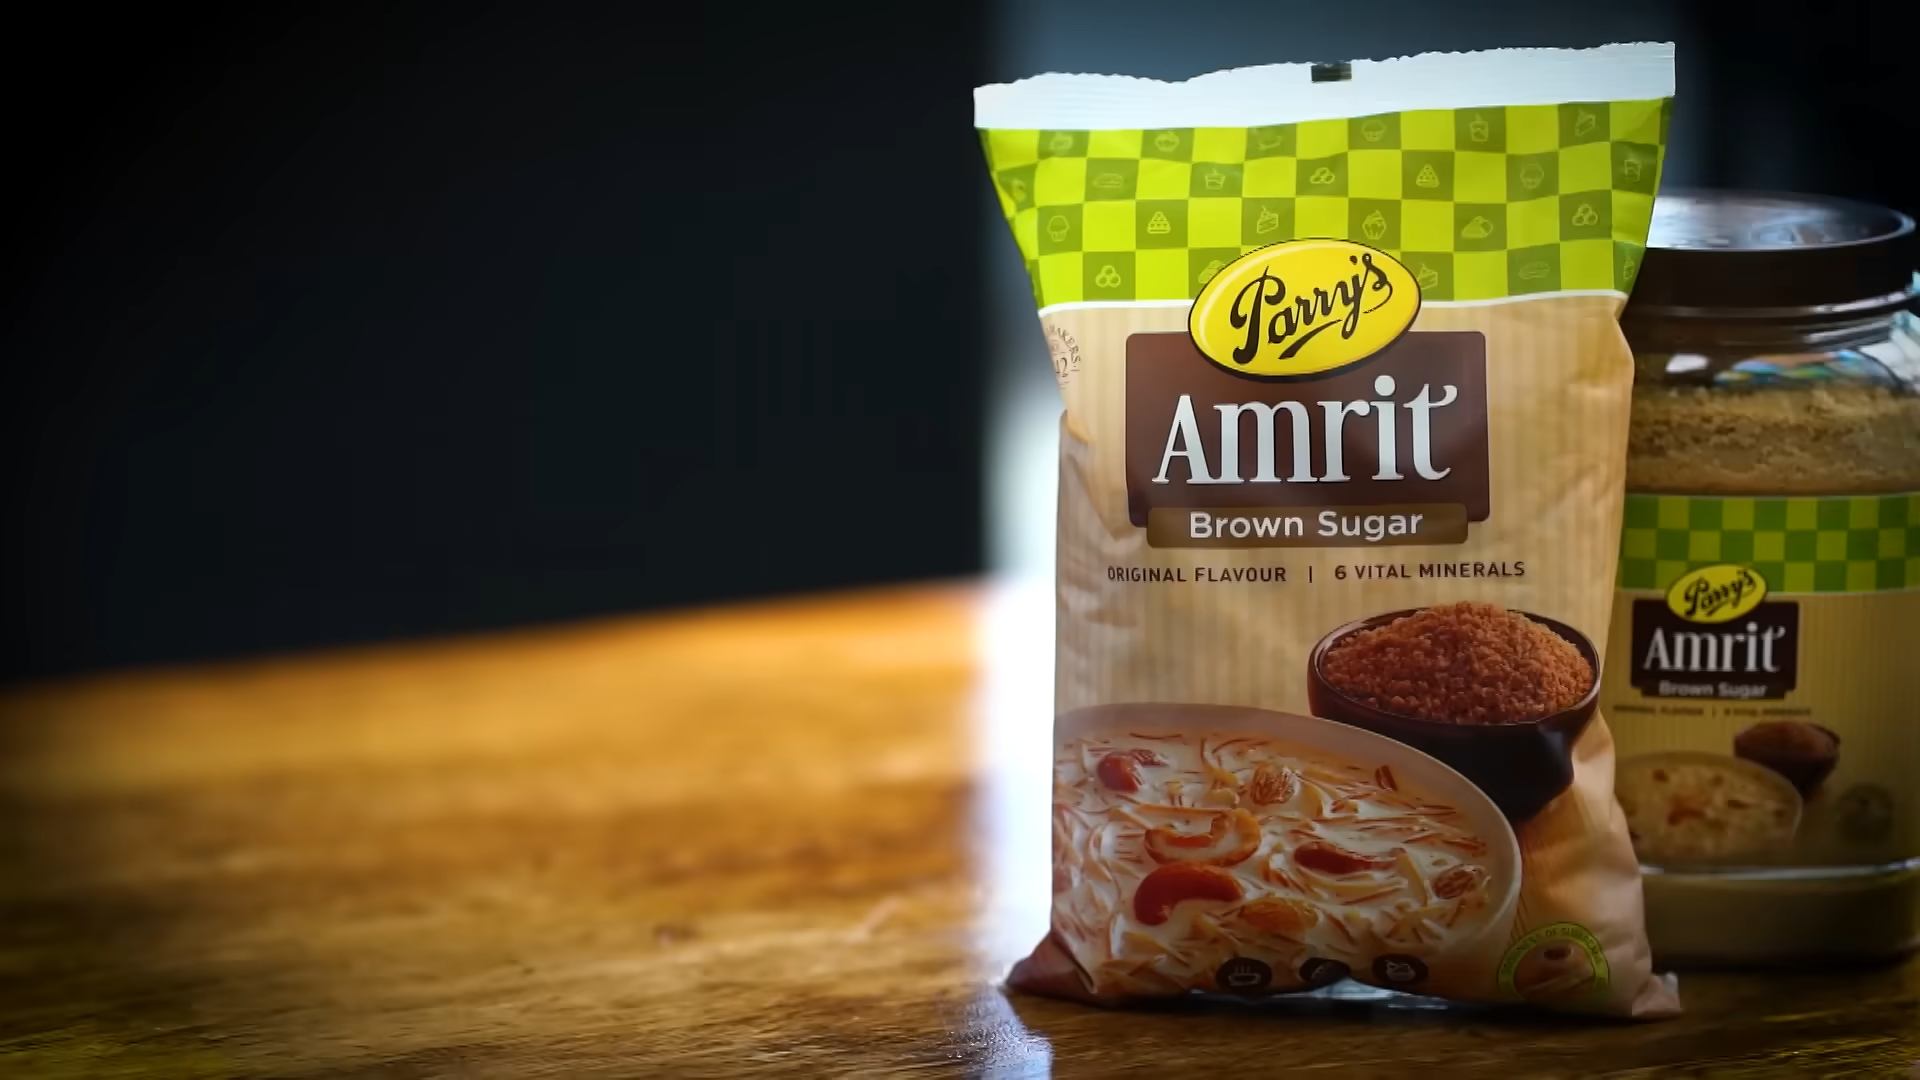 Parry's
Amrit
Brown Sugar
ORIGINAL FLAVOUR | 6 VITAL MINERALS
Parry's
Amrit
Brown Sugar